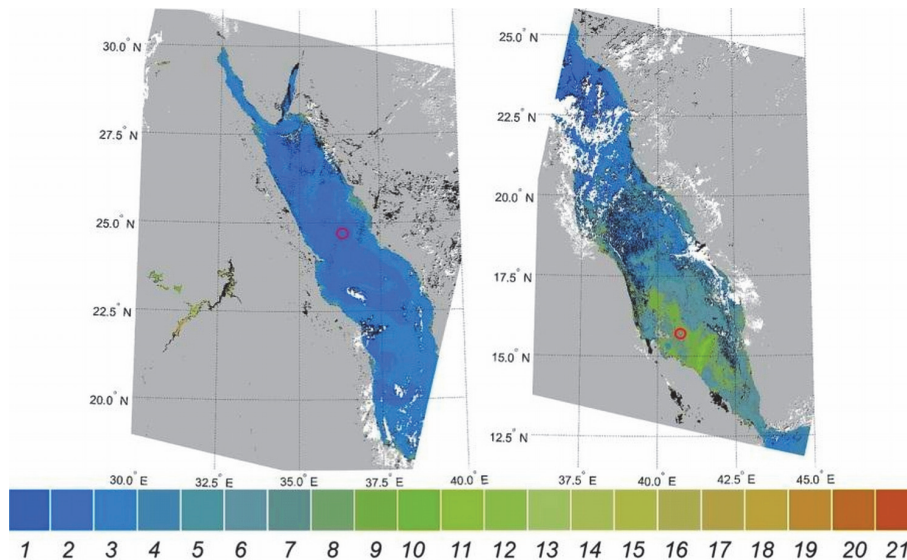 30.0° N
27.5° N
25.0° N
22.5° N
20.0° N
30.0° E 32.5° E 35.0° E 37.5° E 40.0° E
25.0° N
22.5° N
20.0° N
17.5° N
15.0° N
12.5° N
37.5° E 40.0° E 42.5° E 45.0° E
1 2 3 4 5 6 7 8 9 10 11 12 13 14 15 16 17 18 19 20 21